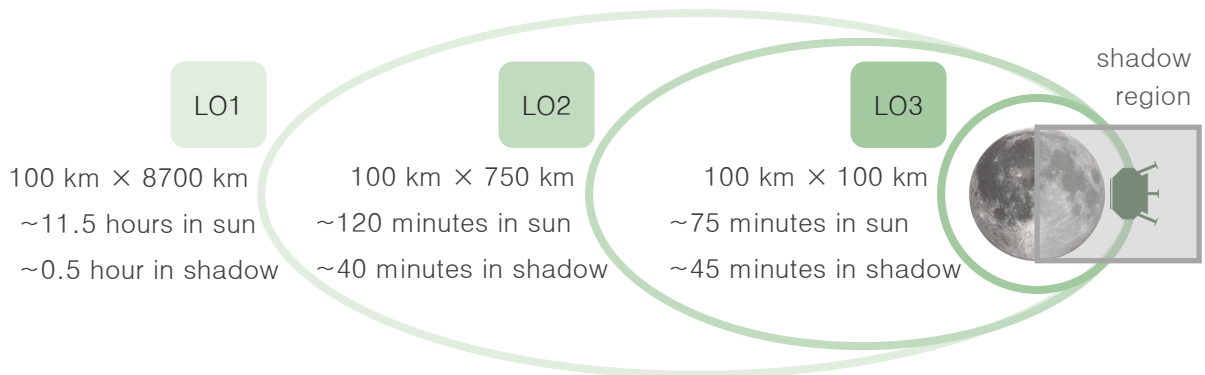 shadow
region
LO1
100 km × 8700 km
~11.5 hours in sun
~0.5 hour in shadow
LO2
100 km × 750 km
~120 minutes in sun
~40 minutes in shadow
LO3
100 km × 100 km
~75 minutes in sun
~45 minutes in shadow